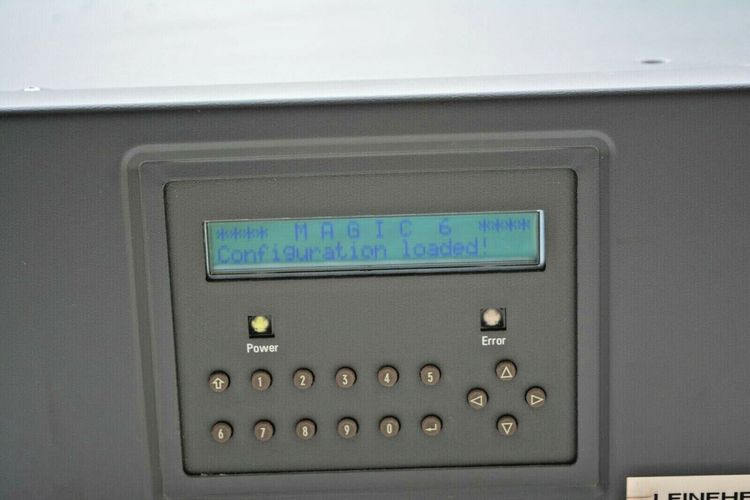 **** M A G I C 6 ****
Configuration loaded!
Power Error
⇧ 1 2 3 4 5
6 7 8 9 0 ↵
△
◁ ▷
▽